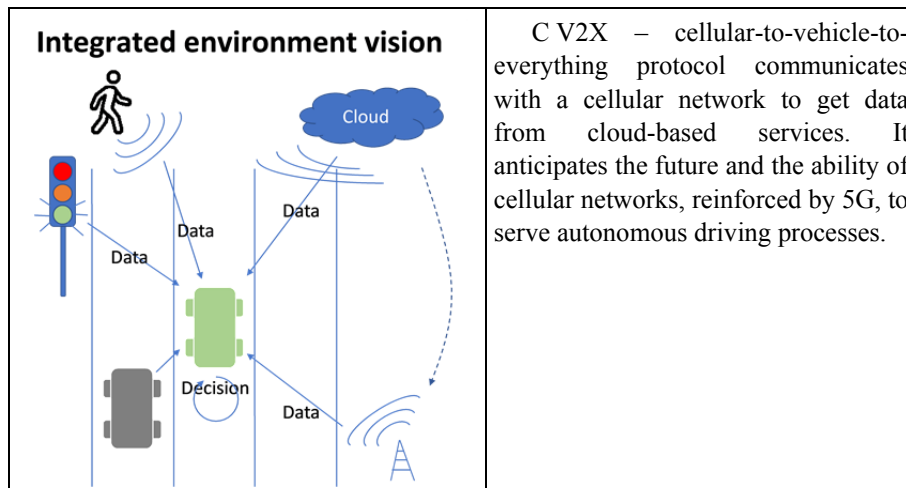 Integrated environment vision
Cloud
Data
Data
Data
Decision
Data
C V2X – cellular-to-vehicle-to-
everything protocol communicates
with a cellular network to get data
from cloud-based services. It
anticipates the future and the ability of
cellular networks, reinforced by 5G, to
serve autonomous driving processes.